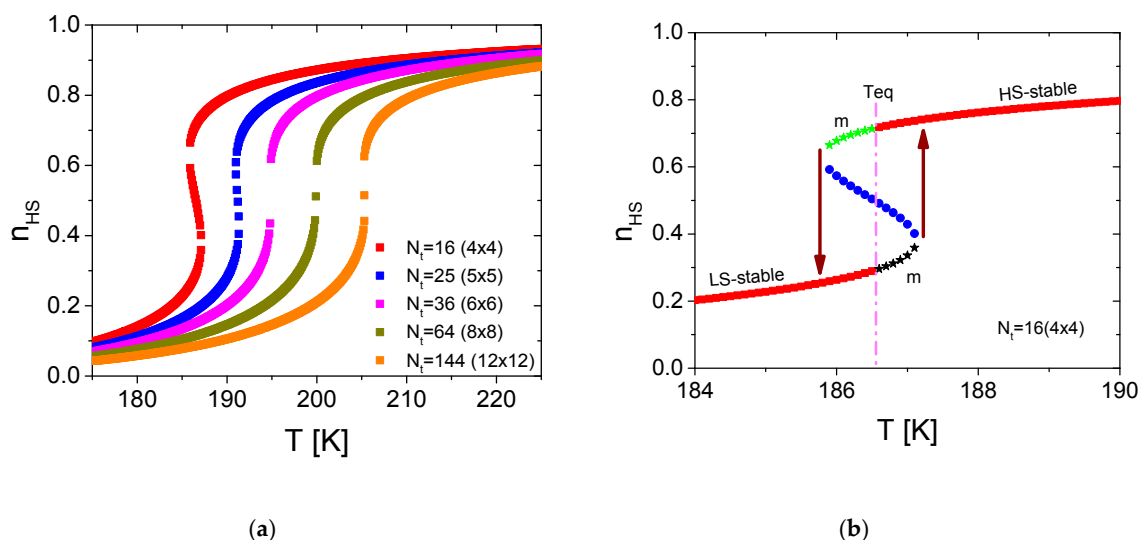 1.0
0.8
0.6
0.4
0.2
0.0
n_HS
180 190 200 210 220
T [K]
N_t=16 (4x4)
N_t=25 (5x5)
N_t=36 (6x6)
N_t=64 (8x8)
N_t=144 (12x12)
(a)
1.0
0.8
0.6
0.4
0.2
0.0
n_HS
Teq
HS-stable
m
LS-stable
m
N_t=16(4x4)
184 186 188 190
T [K]
(b)